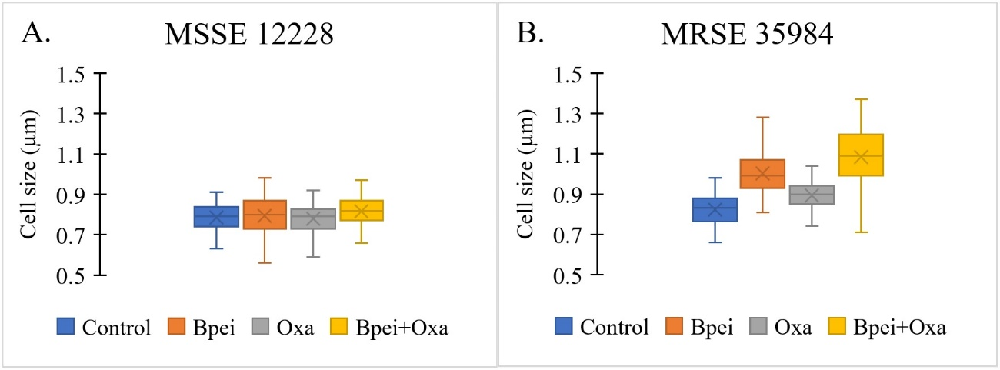 A.
MSSE 12228
Cell size (µm)
1.5
1.3
1.1
0.9
0.7
0.5
Control Bpei Oxa Bpei+Oxa
B.
MRSE 35984
Cell size (µm)
1.5
1.3
1.1
0.9
0.7
0.5
Control Bpei Oxa Bpei+Oxa